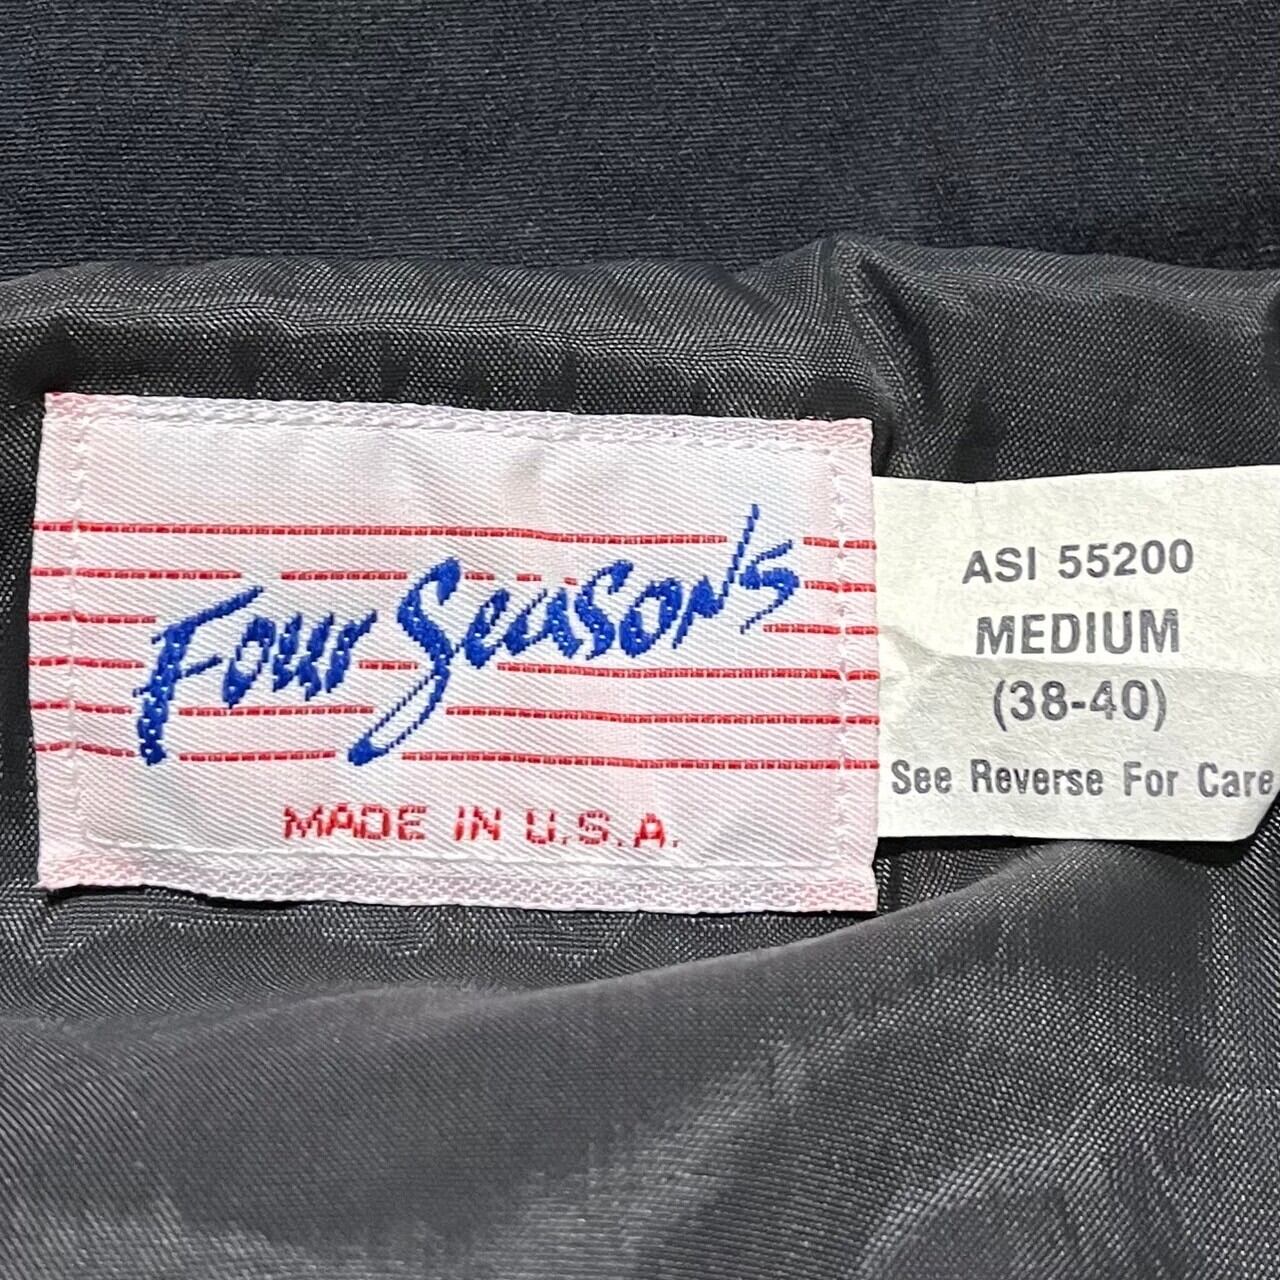 Four Season's
MADE IN U.S.A.
ASI 55200
MEDIUM
(38-40)
See Reverse For Care